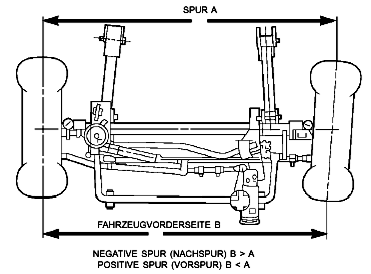 SPUR A
FAHRZEUGVORDERSEITE B
NEGATIVE SPUR (NACHSPUR) B > A
POSITIVE SPUR (VORSPUR) B < A